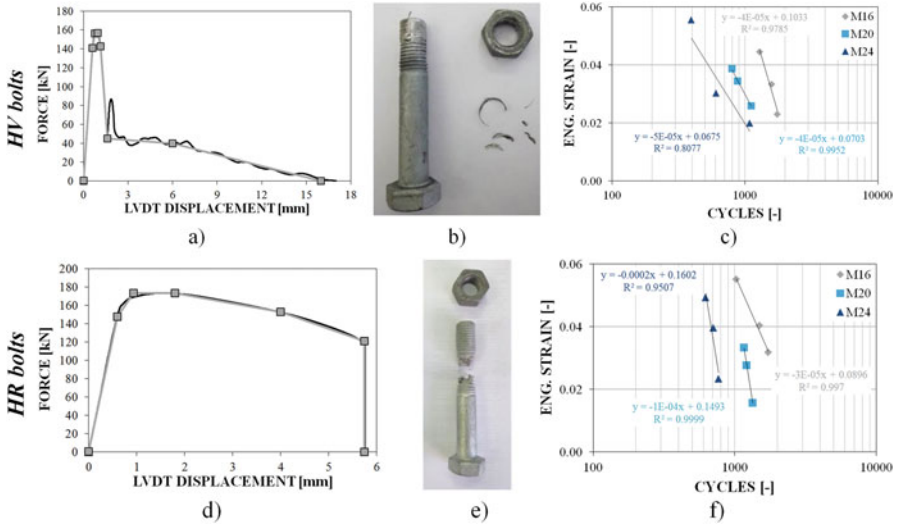 HV bolts
FORCE [kN]
180
160
140
120
100
80
60
40
20
0
0 3 6 9 12 15 18
LVDT DISPLACEMENT [mm]
a)
b)
ENG. STRAIN [-]
0.06
0.04
0.02
0.00
y = -4E-05x + 0.1033
R² = 0.9785
M16
M20
M24
y = -5E-05x + 0.0675
R² = 0.8077
y = -4E-05x + 0.0703
R² = 0.9952
100 1000 10000
CYCLES [-]
c)
HR bolts
FORCE [kN]
200
180
160
140
120
100
80
60
40
20
0
0 1 2 3 4 5 6
LVDT DISPLACEMENT [mm]
d)
e)
ENG. STRAIN [-]
0.06
0.04
0.02
0.00
y = -0.0002x + 0.1602
R² = 0.9507
M16
M20
M24
y = -3E-05x + 0.0896
R² = 0.997
y = -1E-04x + 0.1493
R² = 0.9999
100 1000 10000
CYCLES [-]
f)